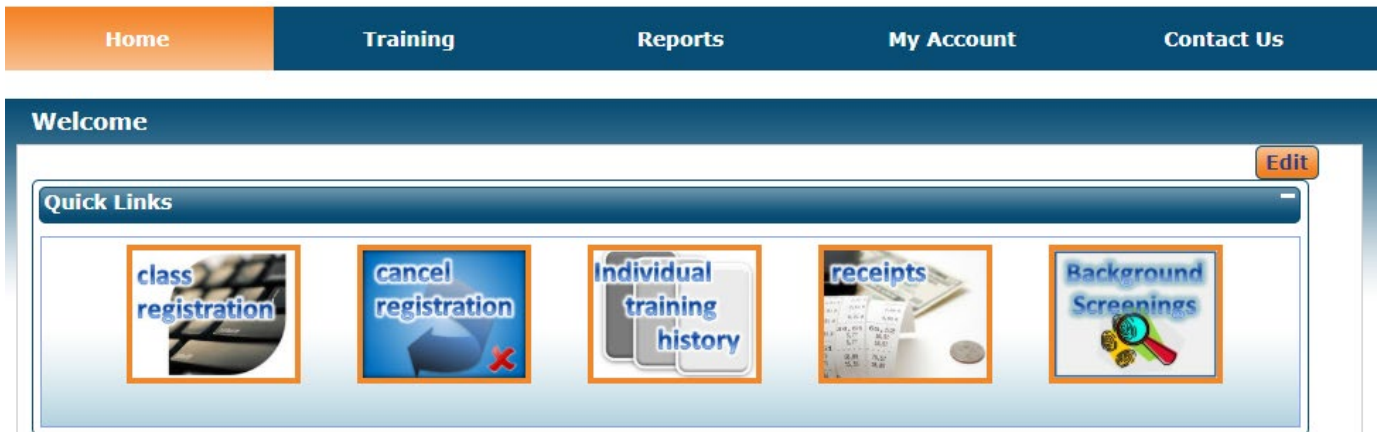 Home Training Reports My Account Contact Us
Welcome
Edit
Quick Links
class
registration
cancel
registration
Individual
training
history
receipts
Background
Screenings